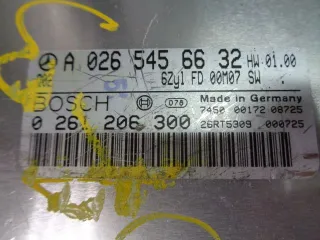 A 026 545 66 32 HW 01.00
6Zyl FD 00M07 SW
BOSCH 078 Made in Germany
7450 00172 08725
0 261 206 300 26RT5309 000725